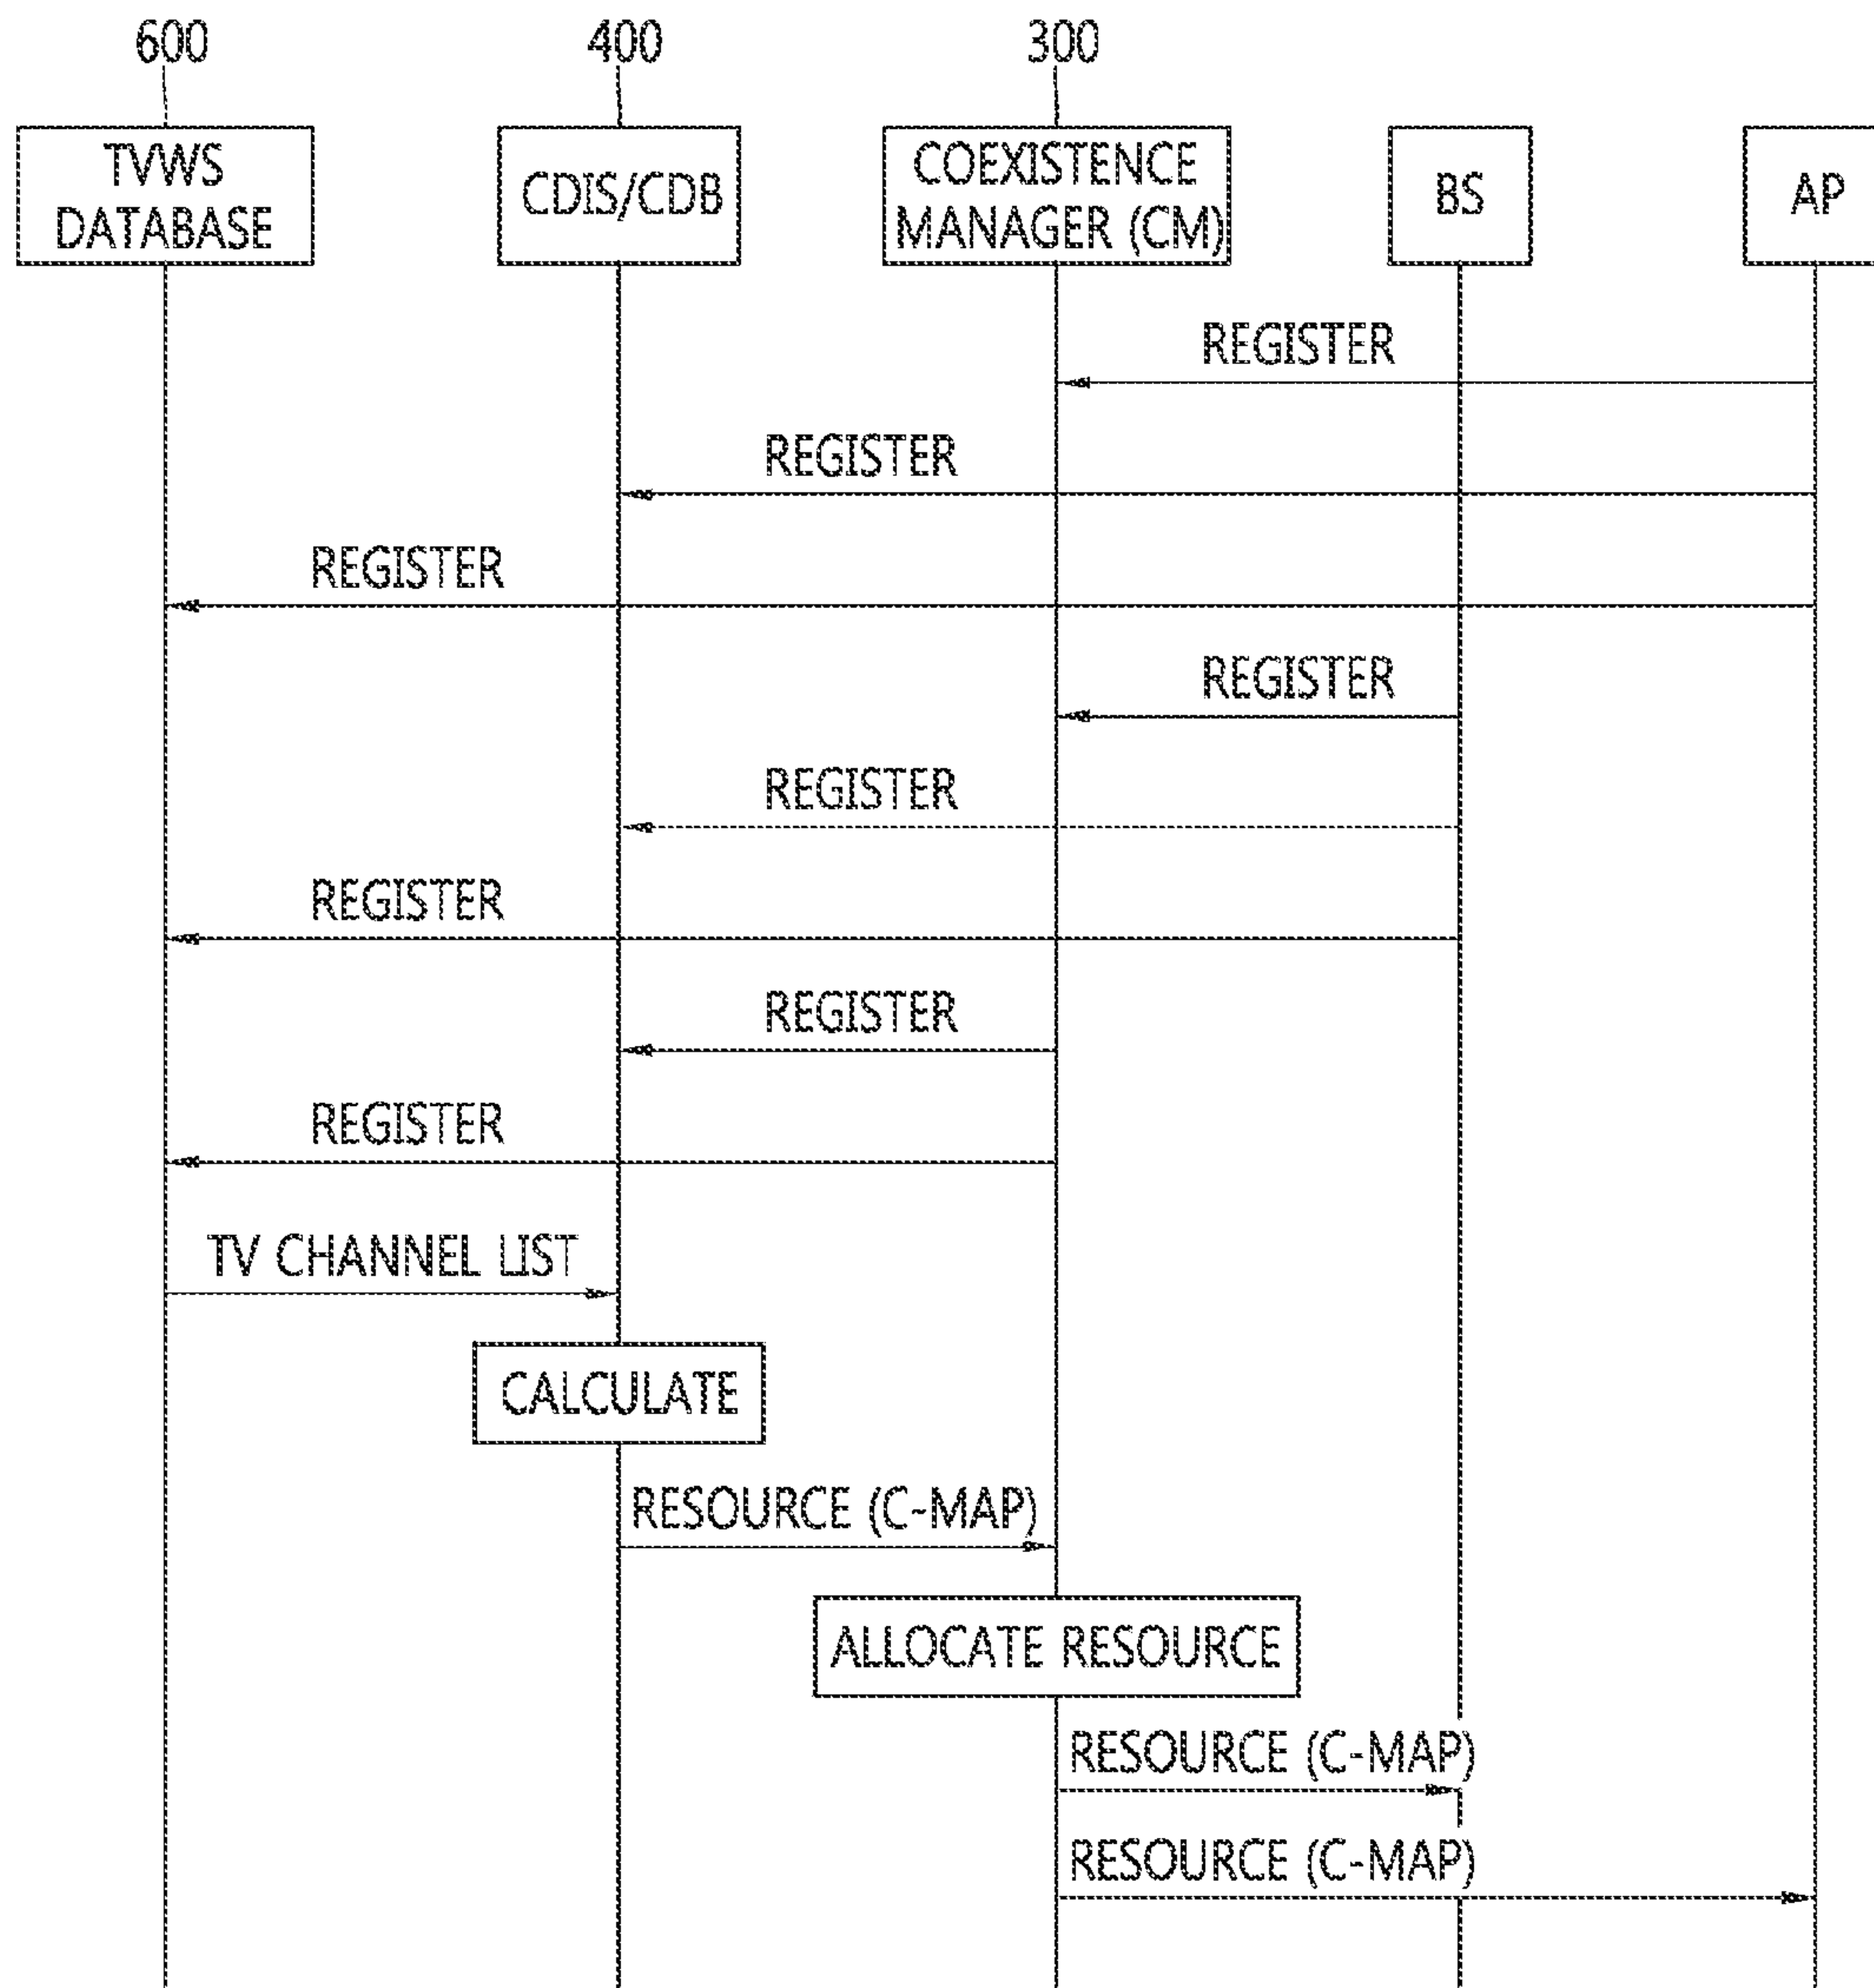 600
400
300
TVWS
DATABASE
CDIS/CDB
COEXISTENCE
MANAGER (CM)
BS
AP
REGISTER
REGISTER
REGISTER
REGISTER
REGISTER
REGISTER
REGISTER
REGISTER
TV CHANNEL LIST
CALCULATE
RESOURCE (C-MAP)
ALLOCATE RESOURCE
RESOURCE (C-MAP)
RESOURCE (C-MAP)